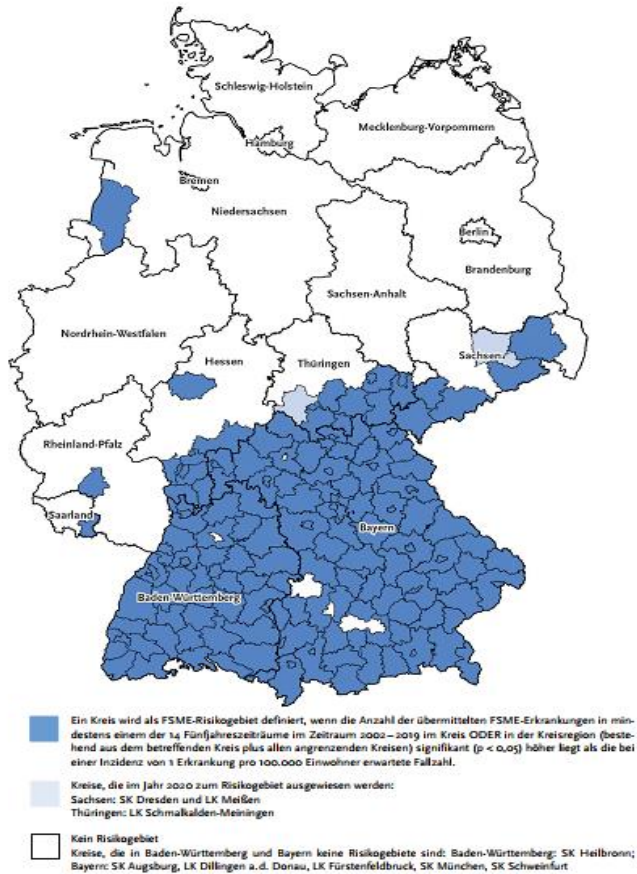 Schleswig-Holstein
Mecklenburg-Vorpommern
Hamburg
Bremen
Niedersachsen
Berlin
Brandenburg
Sachsen-Anhalt
Nordrhein-Westfalen
Hessen
Thüringen
Sachsen
Rheinland-Pfalz
Saarland
Bayern
Baden-Württemberg
Ein Kreis wird als FSME-Risikogebiet definiert, wenn die Anzahl der übermittelten FSME-Erkrankungen in min-
destens einem der 14 Fünfjahreszeiträume im Zeitraum 2002–2019 im Kreis ODER in der Kreisregion (beste-
hend aus dem betreffenden Kreis plus allen angrenzenden Kreisen) signifikant (p < 0,05) höher liegt als die bei
einer Inzidenz von 1 Erkrankung pro 100.000 Einwohner erwartete Fallzahl.
Kreise, die im Jahr 2020 zum Risikogebiet ausgewiesen werden:
Sachsen: SK Dresden und LK Meißen
Thüringen: LK Schmalkalden-Meiningen
Kein Risikogebiet
Kreise, die in Baden-Württemberg und Bayern keine Risikogebiete sind: Baden-Württemberg: SK Heilbronn;
Bayern: SK Augsburg, LK Dillingen a.d. Donau, LK Fürstenfeldbruck, SK München, SK Schweinfurt